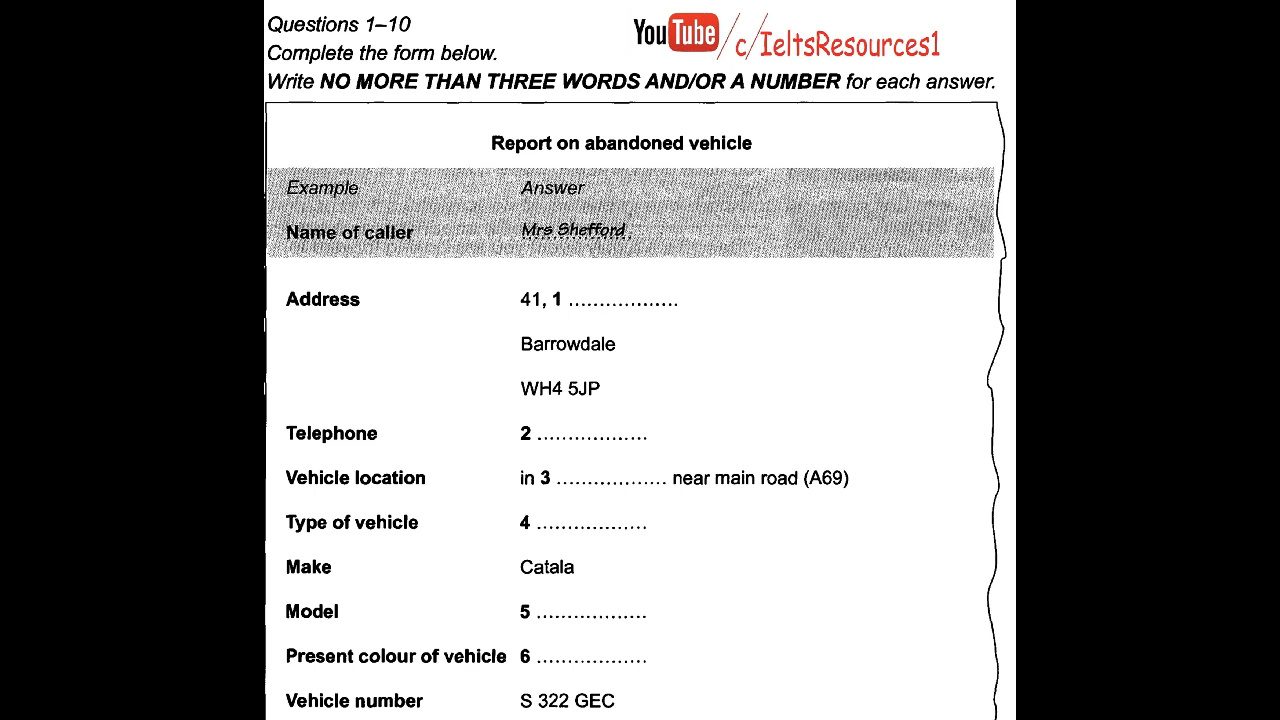 Questions 1–10
YouTube /c/IeltsResources1
Complete the form below.
Write NO MORE THAN THREE WORDS AND/OR A NUMBER for each answer.
Report on abandoned vehicle
Example Answer
Name of caller Mrs Shefford
Address 41, 1 ..................
Barrowdale
WH4 5JP
Telephone 2 ..................
Vehicle location in 3 .................. near main road (A69)
Type of vehicle 4 ..................
Make Catala
Model 5 ..................
Present colour of vehicle 6 ..................
Vehicle number S 322 GEC